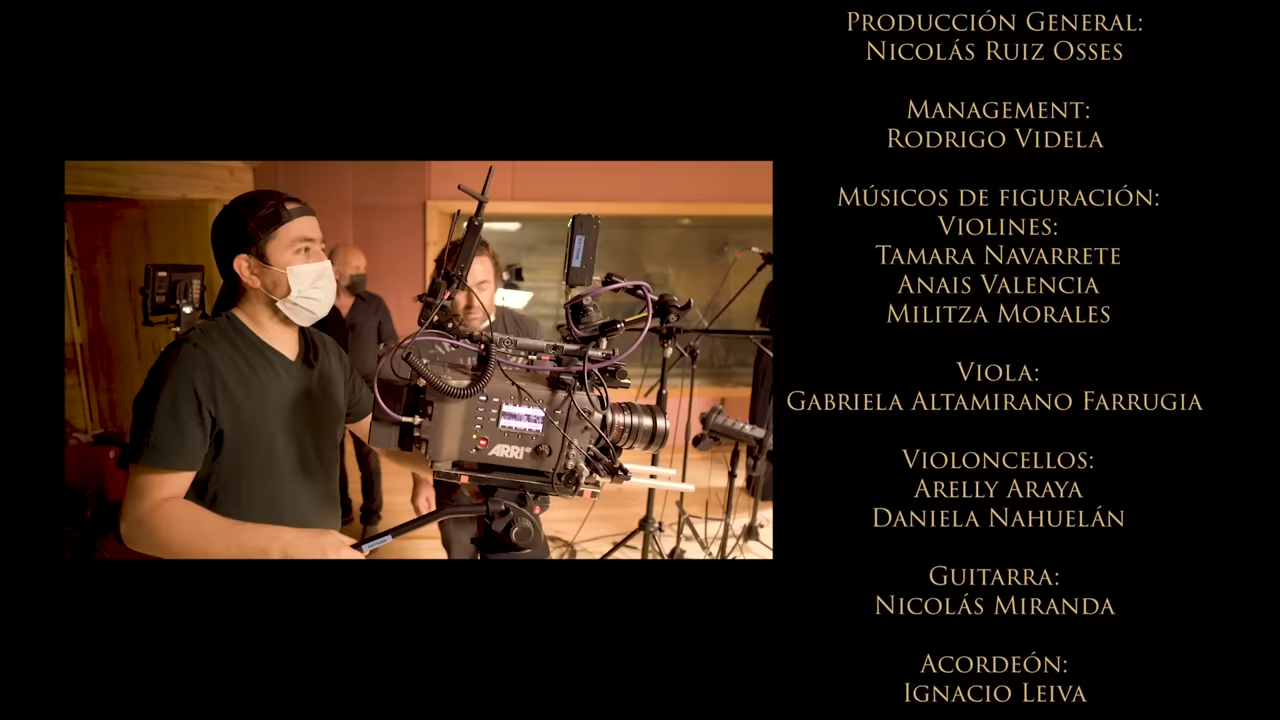 Producción General:
Nicolás Ruiz Osses
Management:
Rodrigo Videla
Músicos de figuración:
Violines:
Tamara Navarrete
Anais Valencia
Militza Morales
Viola:
Gabriela Altamirano Farrugia
Violoncellos:
Arelly Araya
Daniela Nahuelán
Guitarra:
Nicolás Miranda
Acordeón:
Ignacio Leiva
ARRI